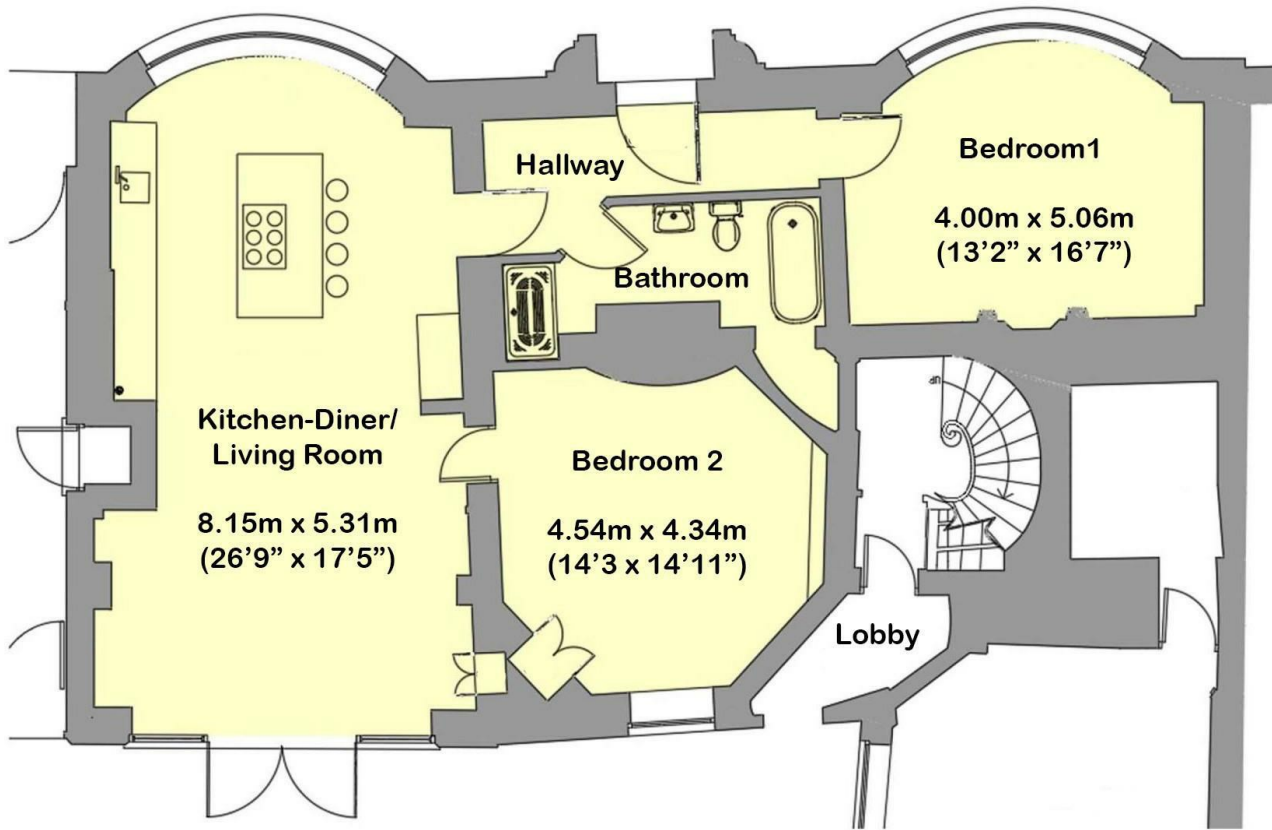 Hallway
Bedroom1
4.00m x 5.06m
(13’2” x 16’7”)
Bathroom
Kitchen-Diner/
Living Room
8.15m x 5.31m
(26’9” x 17’5”)
Bedroom 2
4.54m x 4.34m
(14’3 x 14’11”)
up
Lobby